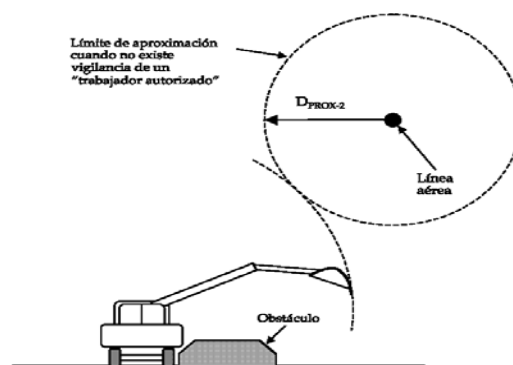 Límite de aproximación
cuando no existe
vigilancia de un
"trabajador autorizado"
DPROX-2
Línea
aérea
Obstáculo